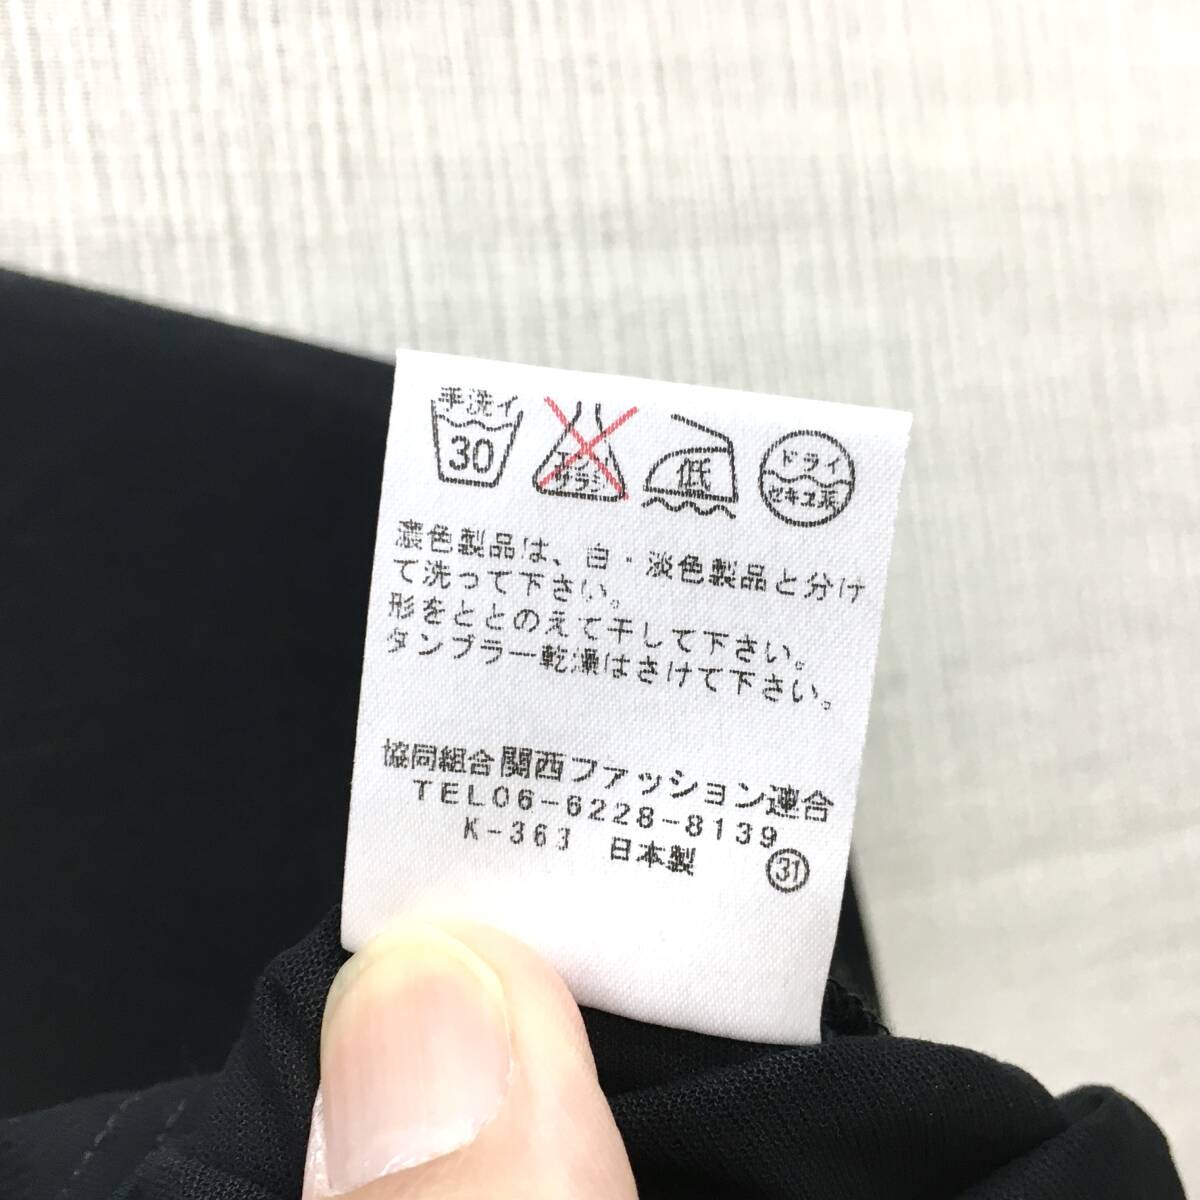 手洗イ
30
エンソ
サラシ
低
ドライ
セキユ系
濃色製品は、白・淡色製品と分け
て洗って下さい。
形をととのえて干して下さい。
タンブラー乾燥はさけて下さい。
協同組合関西ファッション連合
TEL06-6228-8139
K-363 日本製 31